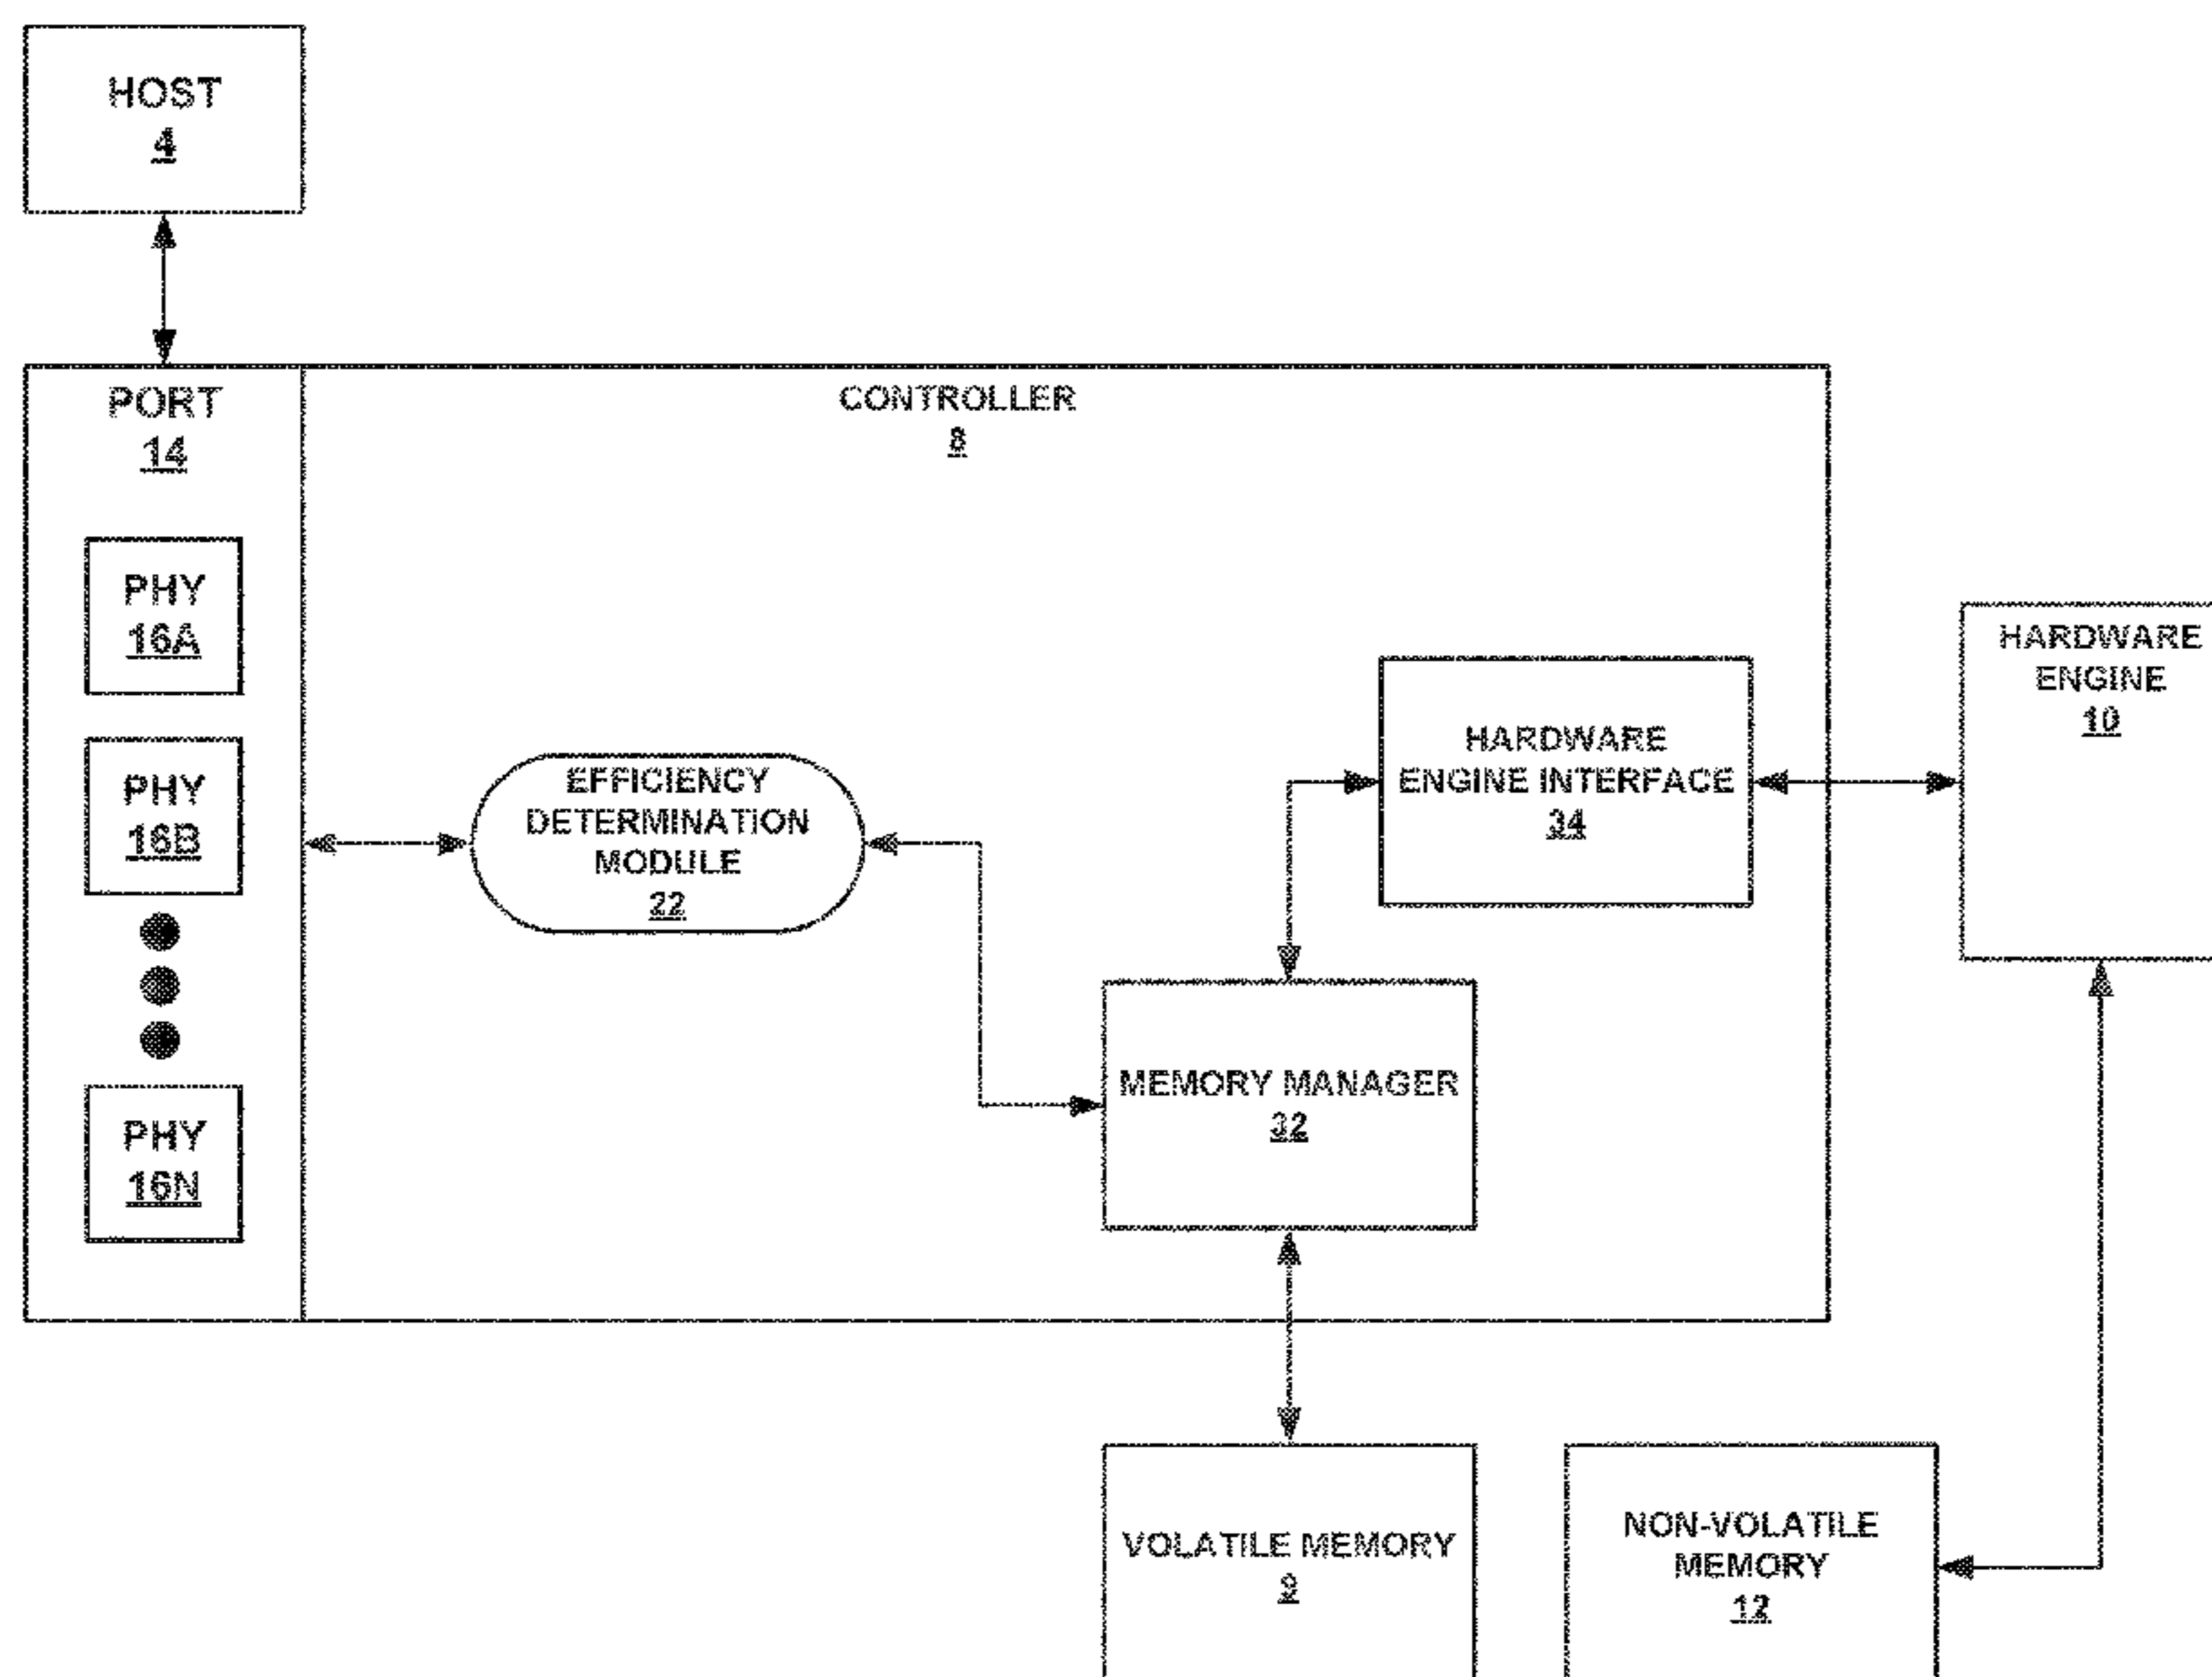 HOST
4
PORT
14
CONTROLLER
8
PHY
16A
PHY
16B
PHY
16N
EFFICIENCY
DETERMINATION
MODULE
22
HARDWARE
ENGINE INTERFACE
34
HARDWARE
ENGINE
10
MEMORY MANAGER
32
VOLATILE MEMORY
9
NON-VOLATILE
MEMORY
12